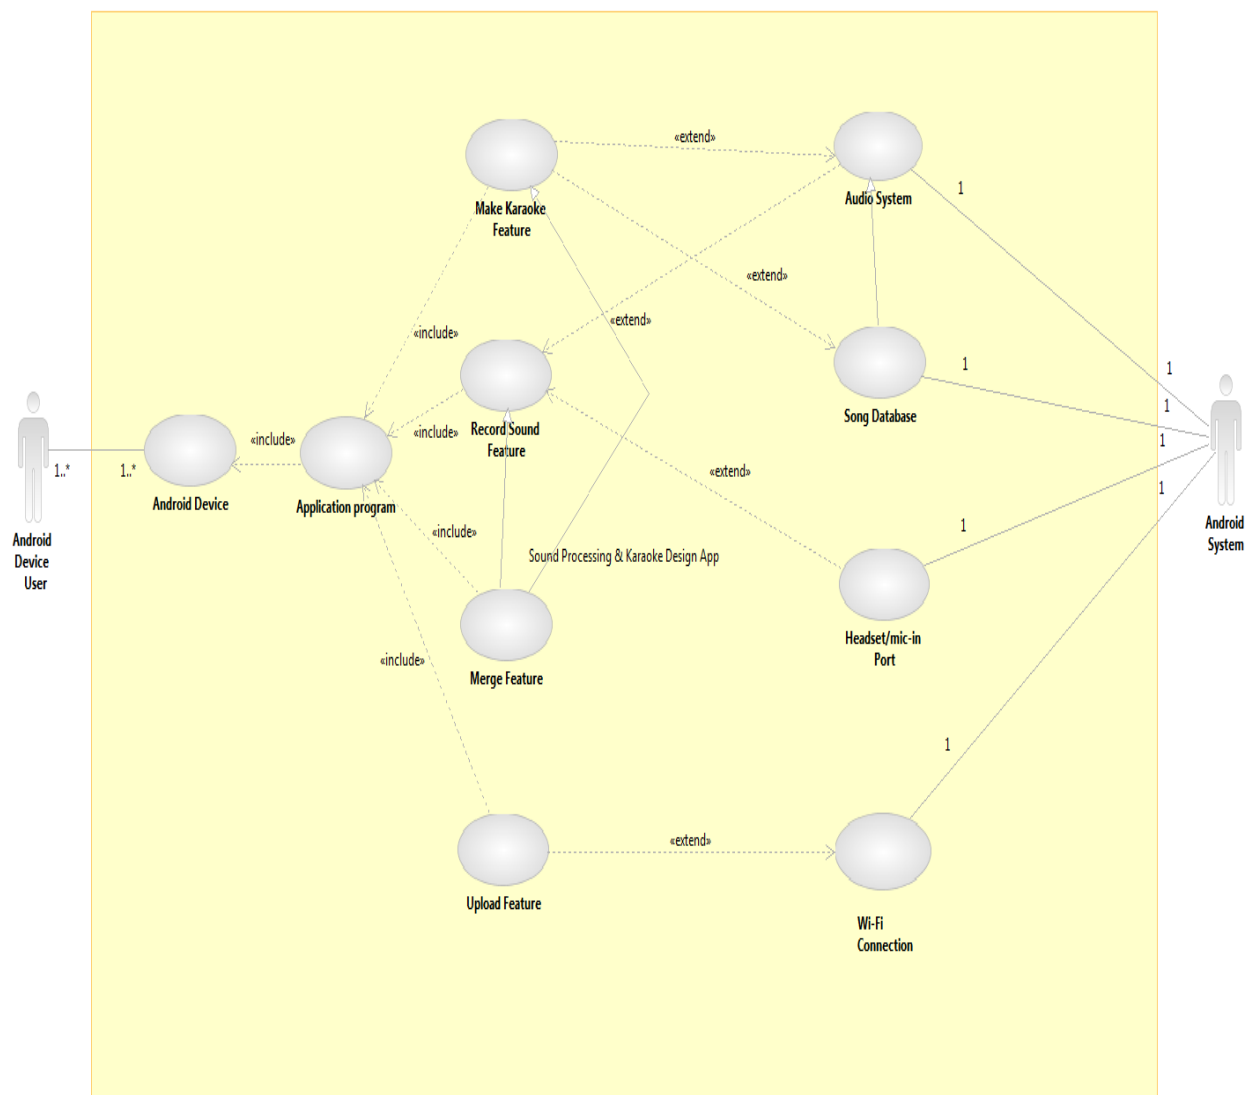 «extend»
1
Audio System
Make Karaoke
Feature
«extend»
«extend»
«include»
1
1
1
Song Database
Record Sound
Feature
«include»
«include»
1
1..*
1..*
«extend»
1
Android Device
Application program
Android
Device
User
Android
System
«include»
1
Sound Processing & Karaoke Design App
Headset/mic-in
Port
«include»
Merge Feature
1
«extend»
Upload Feature
Wi-Fi
Connection